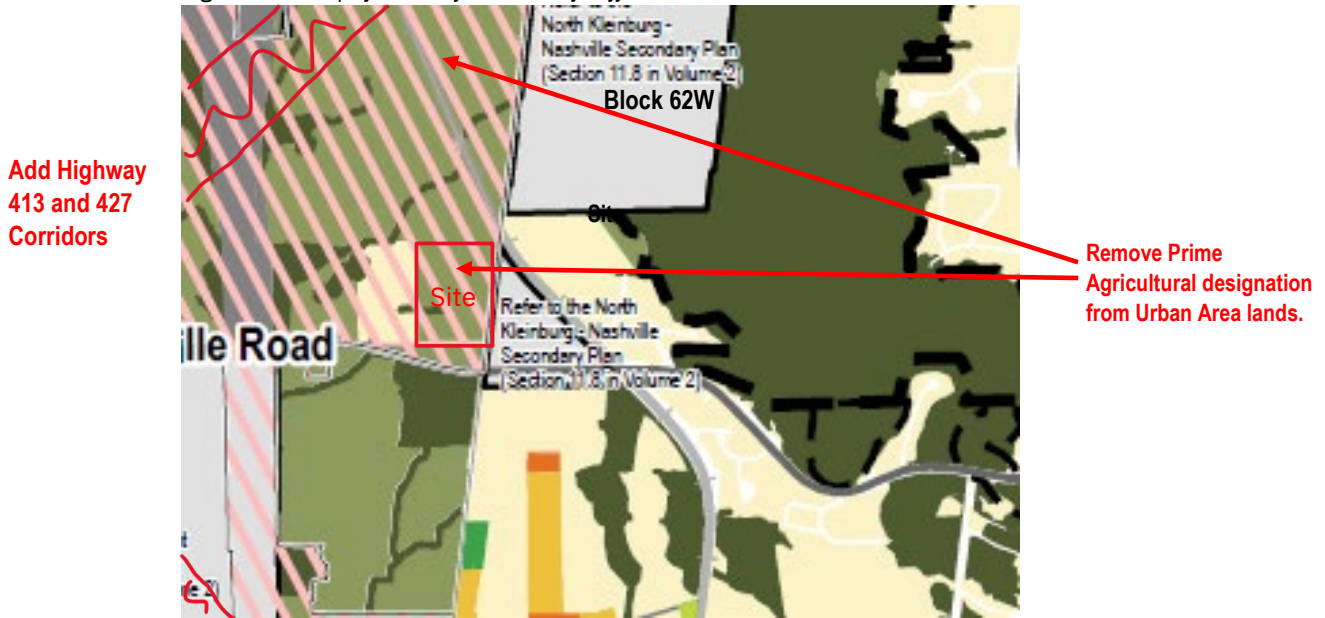 North Kleinburg -
Nashville Secondary Plan
(Section 11.8 in Volume 2)
Block 62W
Add Highway
413 and 427
Corridors
Sit
Site
Remove Prime
Agricultural designation
from Urban Area lands.
Refer to the North
Kleinburg - Nashville
Secondary Plan
(Section 11.8, in Volume 2)
lle Road